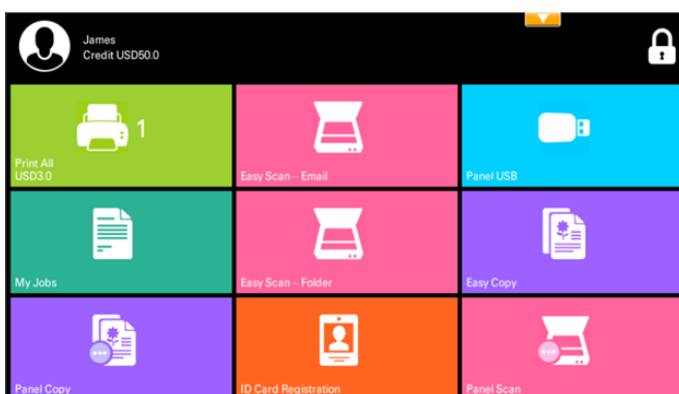 James
Credit USD50.0
1
Print All
USD3.0
Easy Scan – Email
Panel USB
My Jobs
Easy Scan – Folder
Easy Copy
Panel Copy
ID Card Registration
Panel Scan